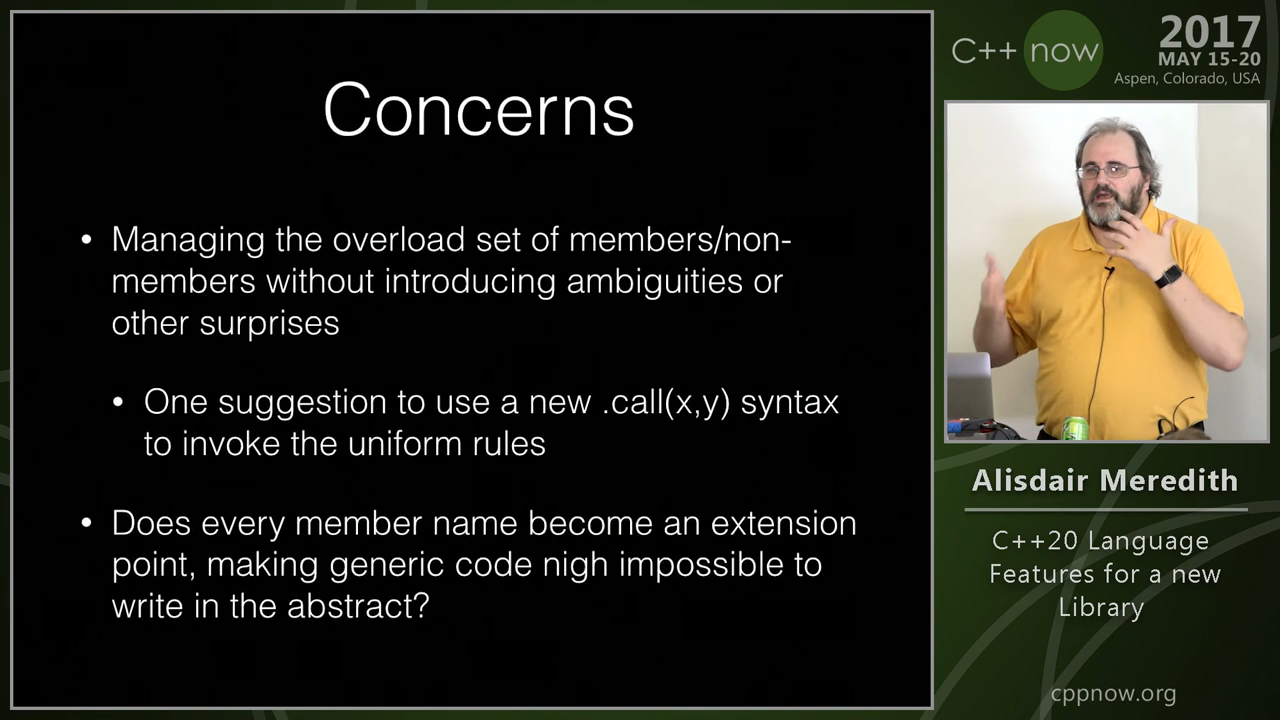 Concerns
• Managing the overload set of members/non-
members without introducing ambiguities or
other surprises
• One suggestion to use a new .call(x,y) syntax
to invoke the uniform rules
• Does every member name become an extension
point, making generic code nigh impossible to
write in the abstract?
C++ now
2017
MAY 15-20
Aspen, Colorado, USA
Alisdair Meredith
C++20 Language
Features for a new
Library
cppnow.org